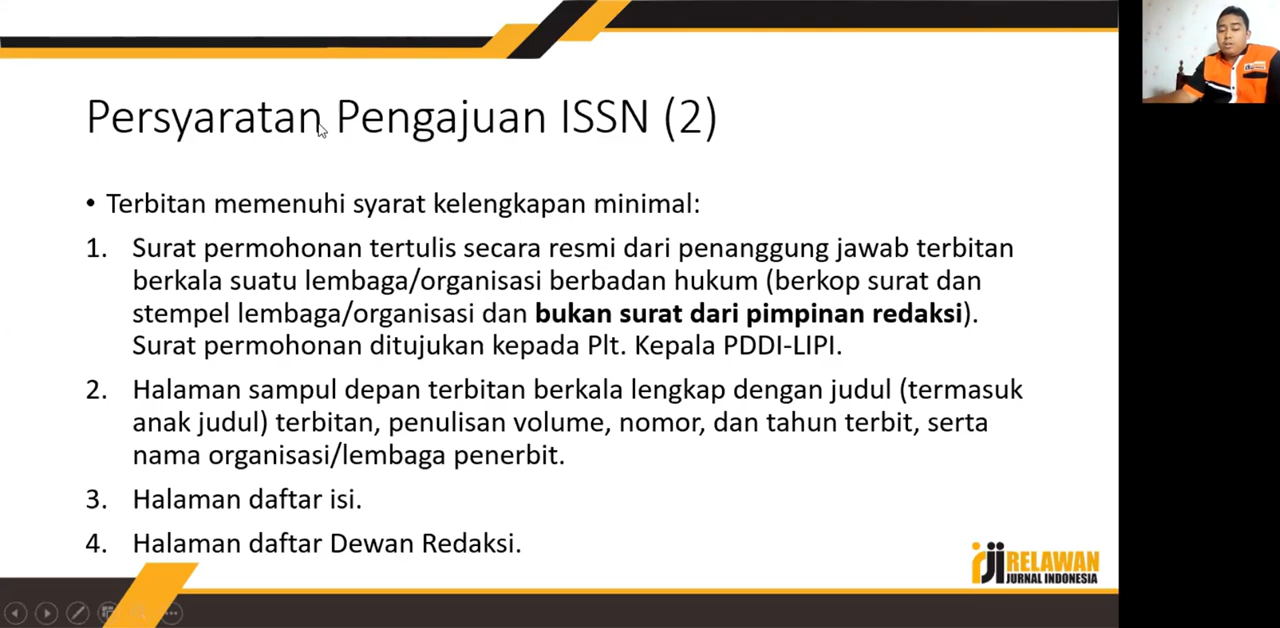 Persyaratan Pengajuan ISSN (2)
• Terbitan memenuhi syarat kelengkapan minimal:
1. Surat permohonan tertulis secara resmi dari penanggung jawab terbitan
berkala suatu lembaga/organisasi berbadan hukum (berkop surat dan
stempel lembaga/organisasi dan bukan surat dari pimpinan redaksi).
Surat permohonan ditujukan kepada Plt. Kepala PDDI-LIPI.
2. Halaman sampul depan terbitan berkala lengkap dengan judul (termasuk
anak judul) terbitan, penulisan volume, nomor, dan tahun terbit, serta
nama organisasi/lembaga penerbit.
3. Halaman daftar isi.
4. Halaman daftar Dewan Redaksi.
rji RELAWAN
JURNAL INDONESIA